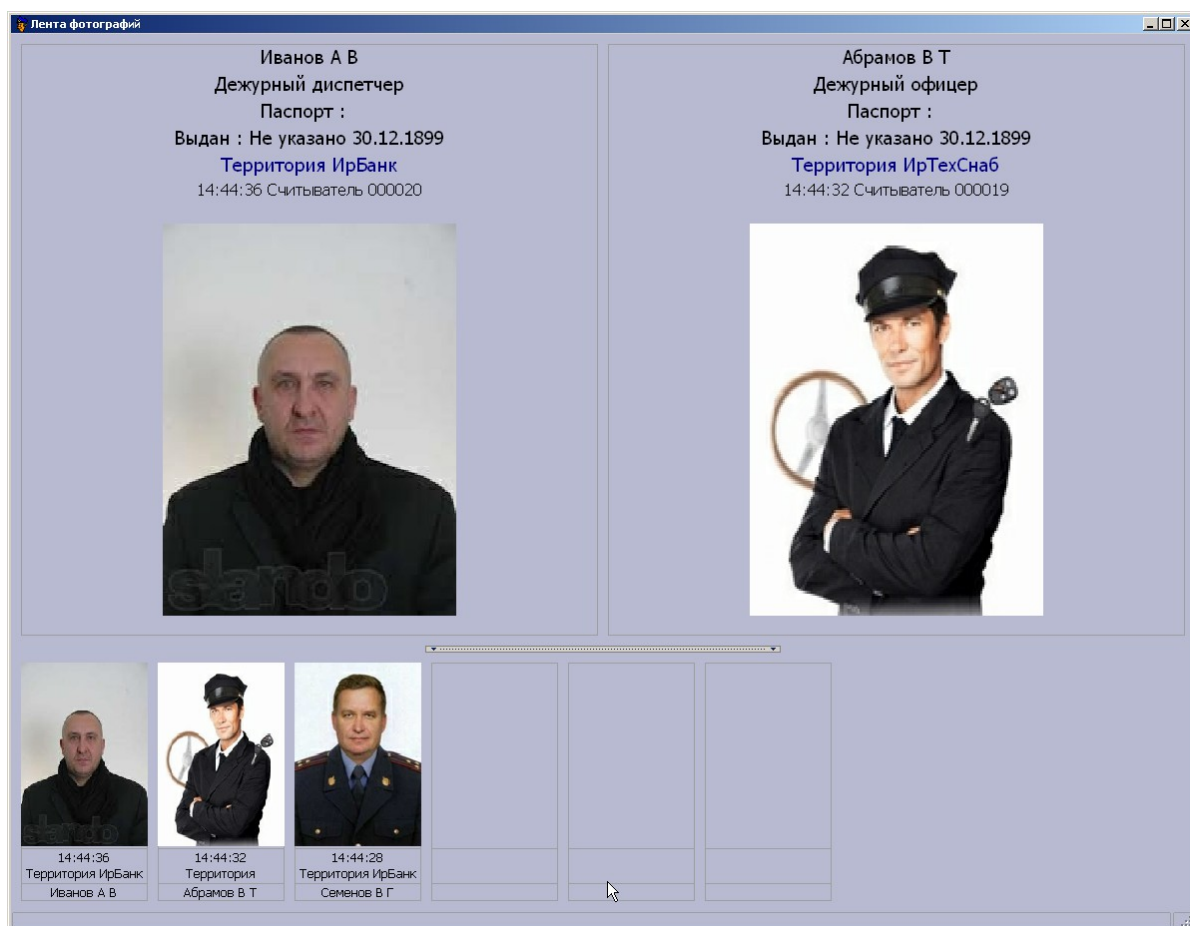 Лента фотографий
Иванов А В
Дежурный диспетчер
Паспорт :
Выдан : Не указано 30.12.1899
Территория ИрБанк
14:44:36 Считыватель 000020
slando
Абрамов В Т
Дежурный офицер
Паспорт :
Выдан : Не указано 30.12.1899
Территория ИрТехСнаб
14:44:32 Считыватель 000019
slando
14:44:36
Территория ИрБанк
Иванов А В
14:44:32
Территория
Абрамов В Т
14:44:28
Территория ИрБанк
Семенов В Г